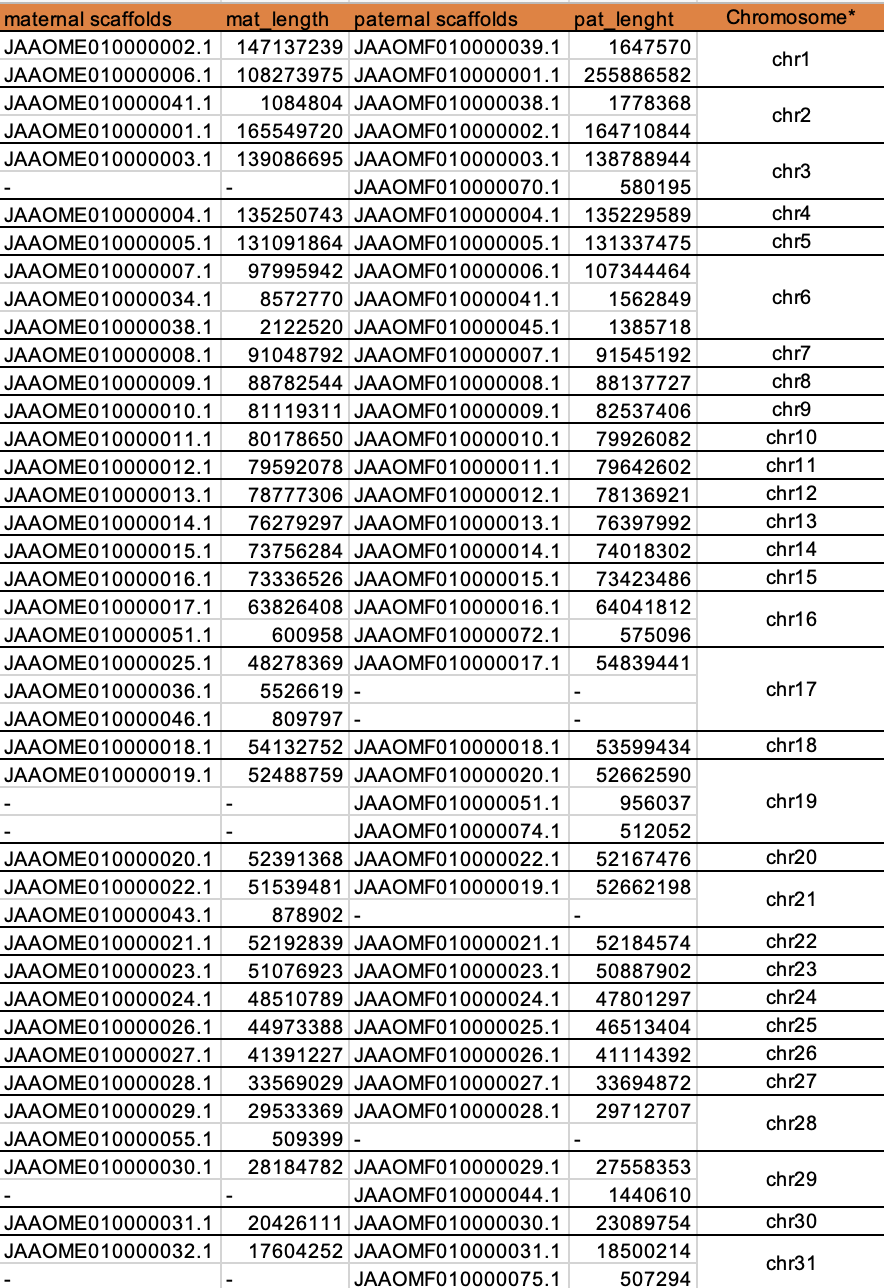 maternal scaffolds mat_length paternal scaffolds pat_lenght Chromosome*
JAAOME010000002.1 147137239 JAAOMF010000039.1 1647570 chr1
JAAOME010000006.1 108273975 JAAOMF010000001.1 255886582
JAAOME010000041.1 1084804 JAAOMF010000038.1 1778368 chr2
JAAOME010000001.1 165549720 JAAOMF010000002.1 164710844
JAAOME010000003.1 139086695 JAAOMF010000003.1 138788944 chr3
- - JAAOMF010000070.1 580195
JAAOME010000004.1 135250743 JAAOMF010000004.1 135229589 chr4
JAAOME010000005.1 131091864 JAAOMF010000005.1 131337475 chr5
JAAOME010000007.1 97995942 JAAOMF010000006.1 107344464
JAAOME010000034.1 8572770 JAAOMF010000041.1 1562849 chr6
JAAOME010000038.1 2122520 JAAOMF010000045.1 1385718
JAAOME010000008.1 91048792 JAAOMF010000007.1 91545192 chr7
JAAOME010000009.1 88782544 JAAOMF010000008.1 88137727 chr8
JAAOME010000010.1 81119311 JAAOMF010000009.1 82537406 chr9
JAAOME010000011.1 80178650 JAAOMF010000010.1 79926082 chr10
JAAOME010000012.1 79592078 JAAOMF010000011.1 79642602 chr11
JAAOME010000013.1 78777306 JAAOMF010000012.1 78136921 chr12
JAAOME010000014.1 76279297 JAAOMF010000013.1 76397992 chr13
JAAOME010000015.1 73756284 JAAOMF010000014.1 74018302 chr14
JAAOME010000016.1 73336526 JAAOMF010000015.1 73423486 chr15
JAAOME010000017.1 63826408 JAAOMF010000016.1 64041812 chr16
JAAOME010000051.1 600958 JAAOMF010000072.1 575096
JAAOME010000025.1 48278369 JAAOMF010000017.1 54839441
JAAOME010000036.1 5526619 - - chr17
JAAOME010000046.1 809797 - -
JAAOME010000018.1 54132752 JAAOMF010000018.1 53599434 chr18
JAAOME010000019.1 52488759 JAAOMF010000020.1 52662590
- - JAAOMF010000051.1 956037 chr19
- - JAAOMF010000074.1 512052
JAAOME010000020.1 52391368 JAAOMF010000022.1 52167476 chr20
JAAOME010000022.1 51539481 JAAOMF010000019.1 52662198 chr21
JAAOME010000043.1 878902 - -
JAAOME010000021.1 52192839 JAAOMF010000021.1 52184574 chr22
JAAOME010000023.1 51076923 JAAOMF010000023.1 50887902 chr23
JAAOME010000024.1 48510789 JAAOMF010000024.1 47801297 chr24
JAAOME010000026.1 44973388 JAAOMF010000025.1 46513404 chr25
JAAOME010000027.1 41391227 JAAOMF010000026.1 41114392 chr26
JAAOME010000028.1 33569029 JAAOMF010000027.1 33694872 chr27
JAAOME010000029.1 29533369 JAAOMF010000028.1 29712707 chr28
JAAOME010000055.1 509399 - -
JAAOME010000030.1 28184782 JAAOMF010000029.1 27558353 chr29
- - JAAOMF010000044.1 1440610
JAAOME010000031.1 20426111 JAAOMF010000030.1 23089754 chr30
JAAOME010000032.1 17604252 JAAOMF010000031.1 18500214 chr31
- - JAAOMF010000075.1 507294